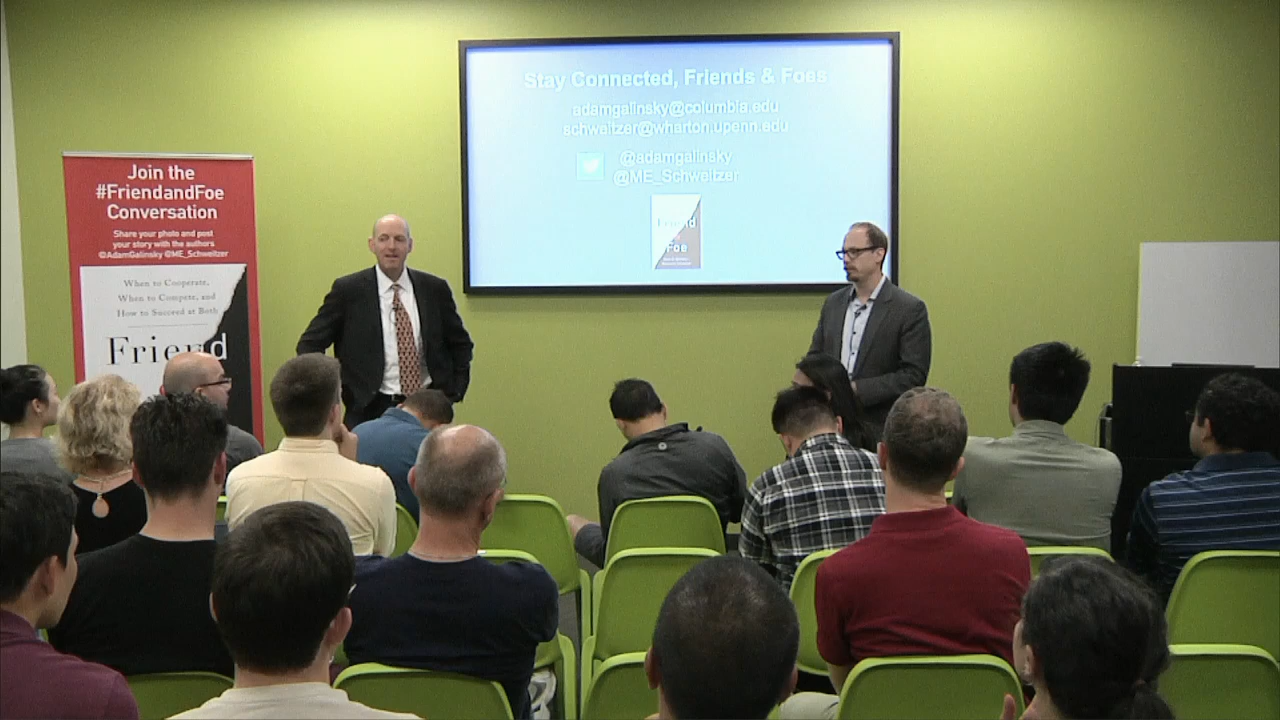 Join the
#FriendandFoe
Conversation
Share your photo and post
your story with the authors
@AdamGalinsky @ME_Schweitzer
When to Cooperate,
When to Compete, and
How to Succeed at Both
Friend
Stay Connected, Friends & Foes
adamgalinsky@columbia.edu
schweitzer@wharton.upenn.edu
@adamgalinsky
@ME_Schweitzer
Friend
Foe